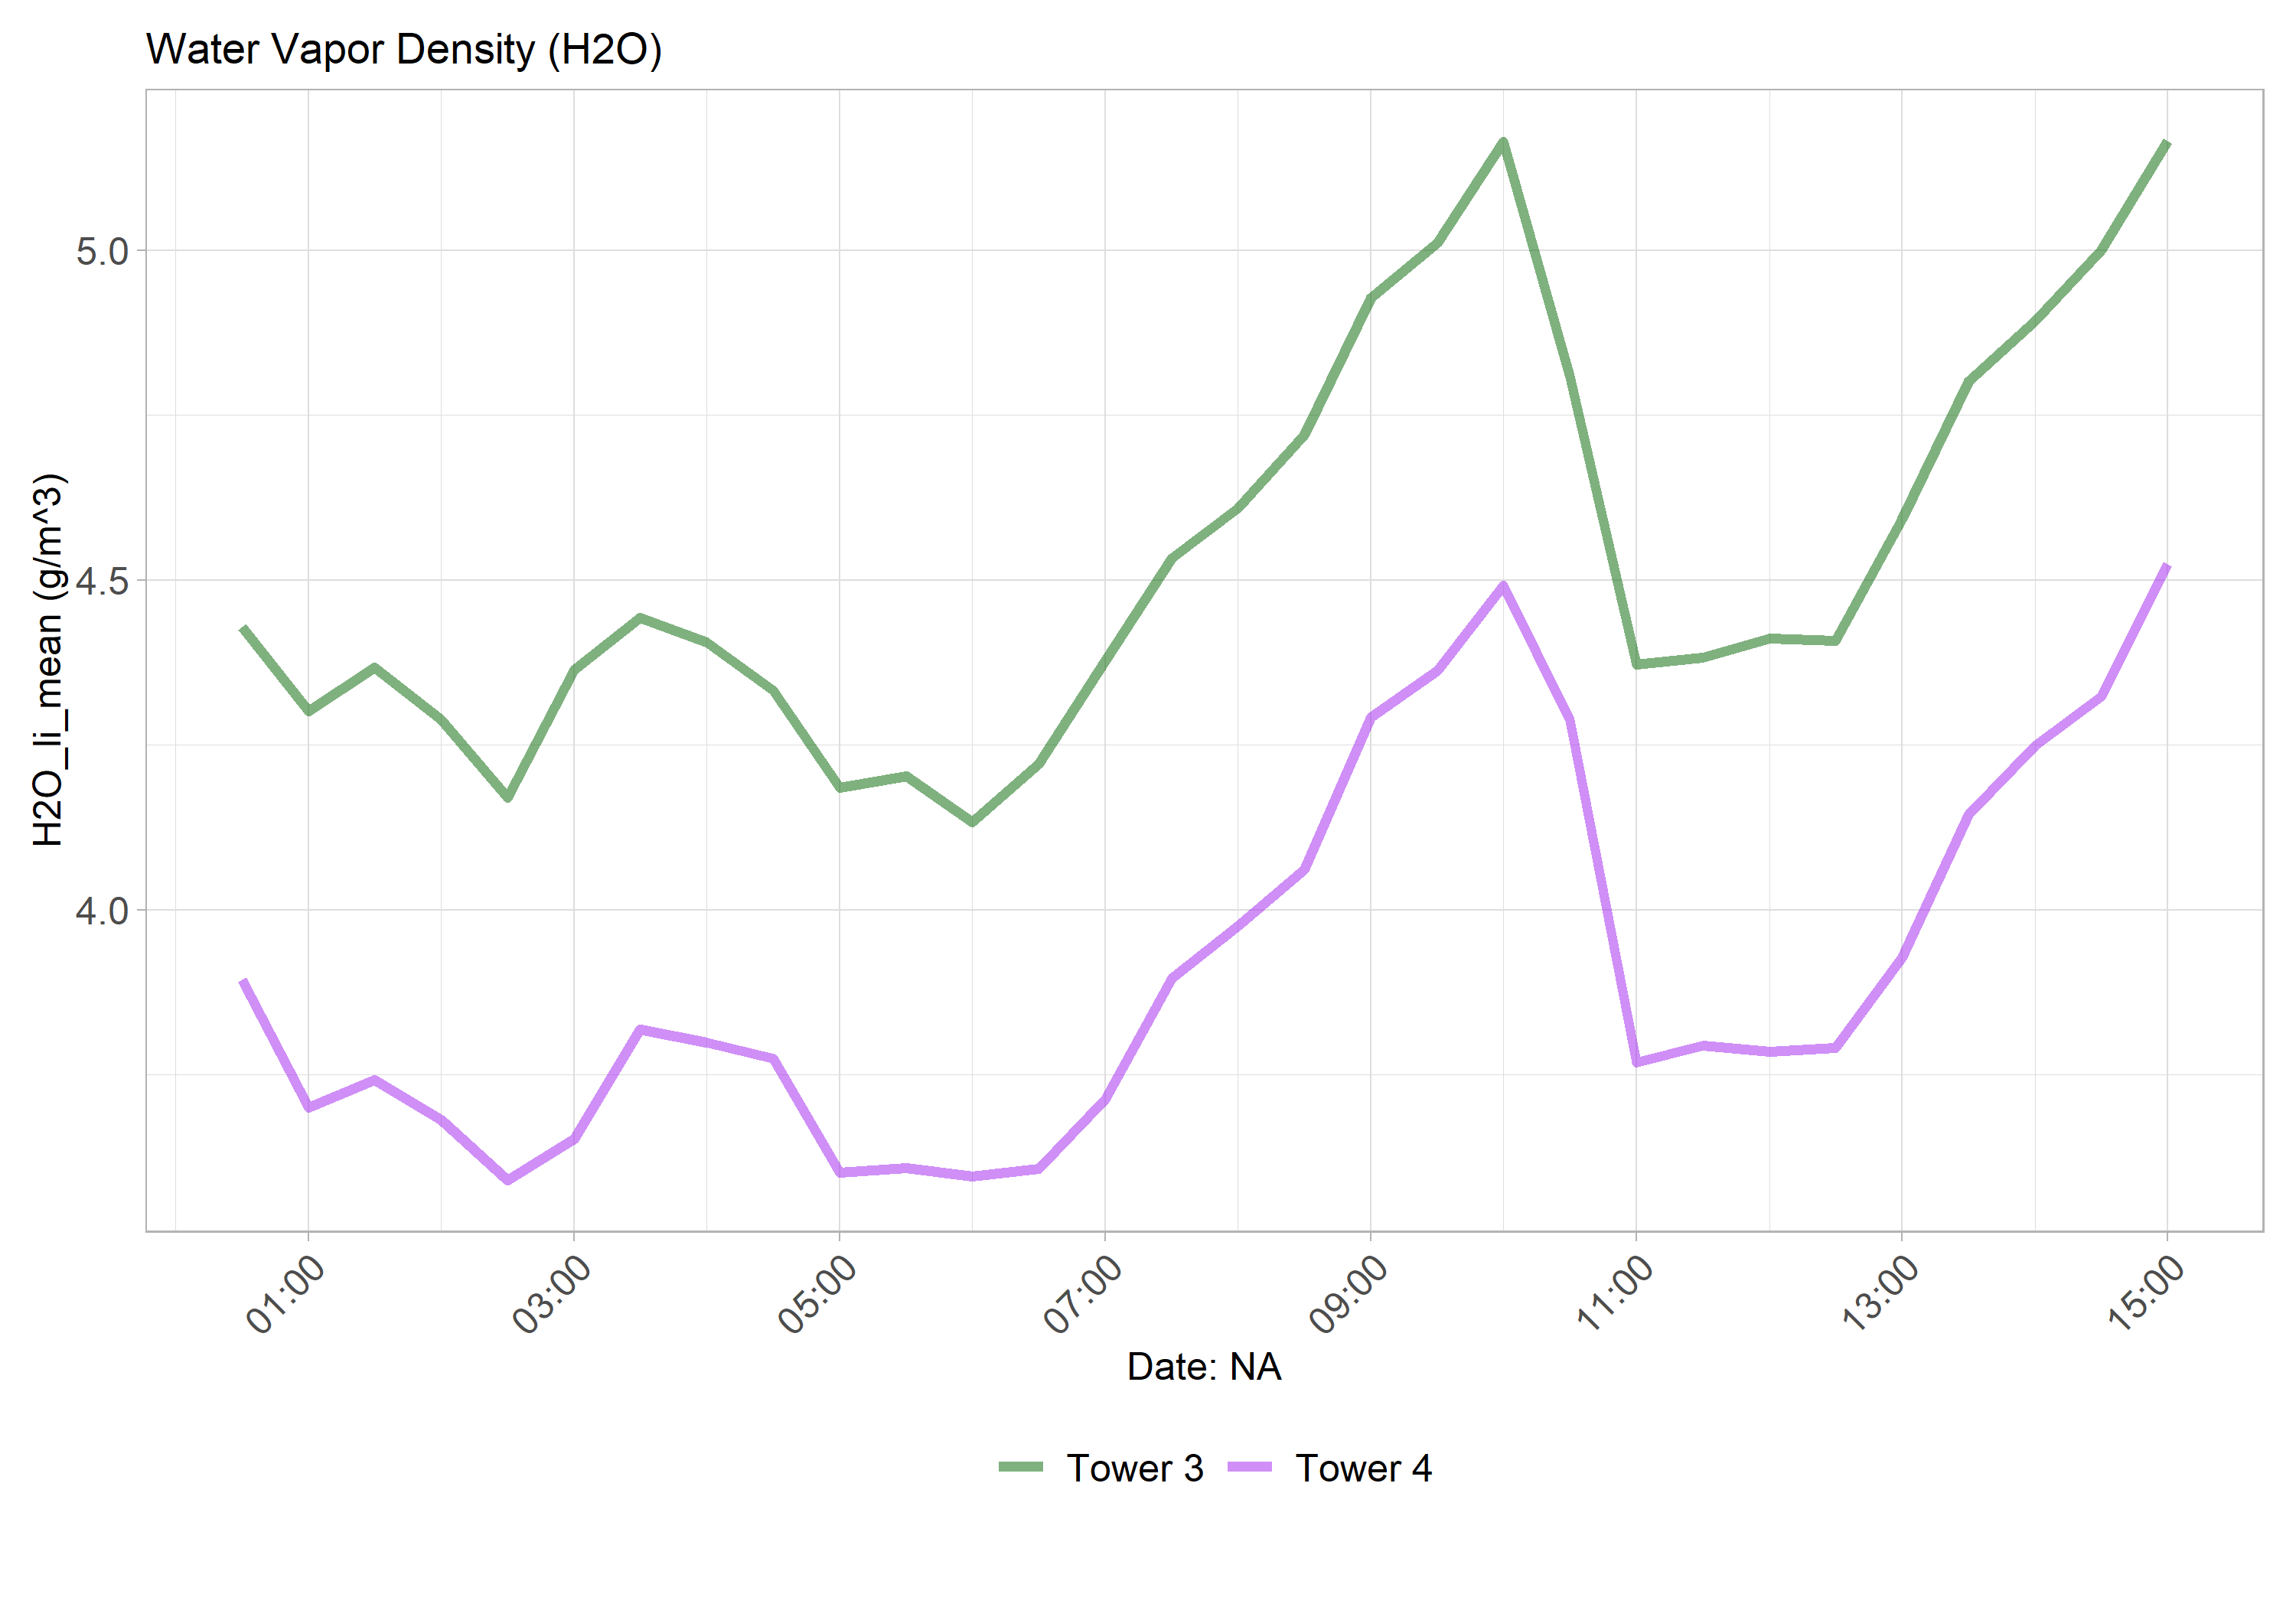 Water Vapor Density (H2O)
H2O_li_mean (g/m^3)
5.0
4.5
4.0
01:00
03:00
05:00
07:00
09:00
11:00
13:00
15:00
Date: NA
Tower 3
Tower 4